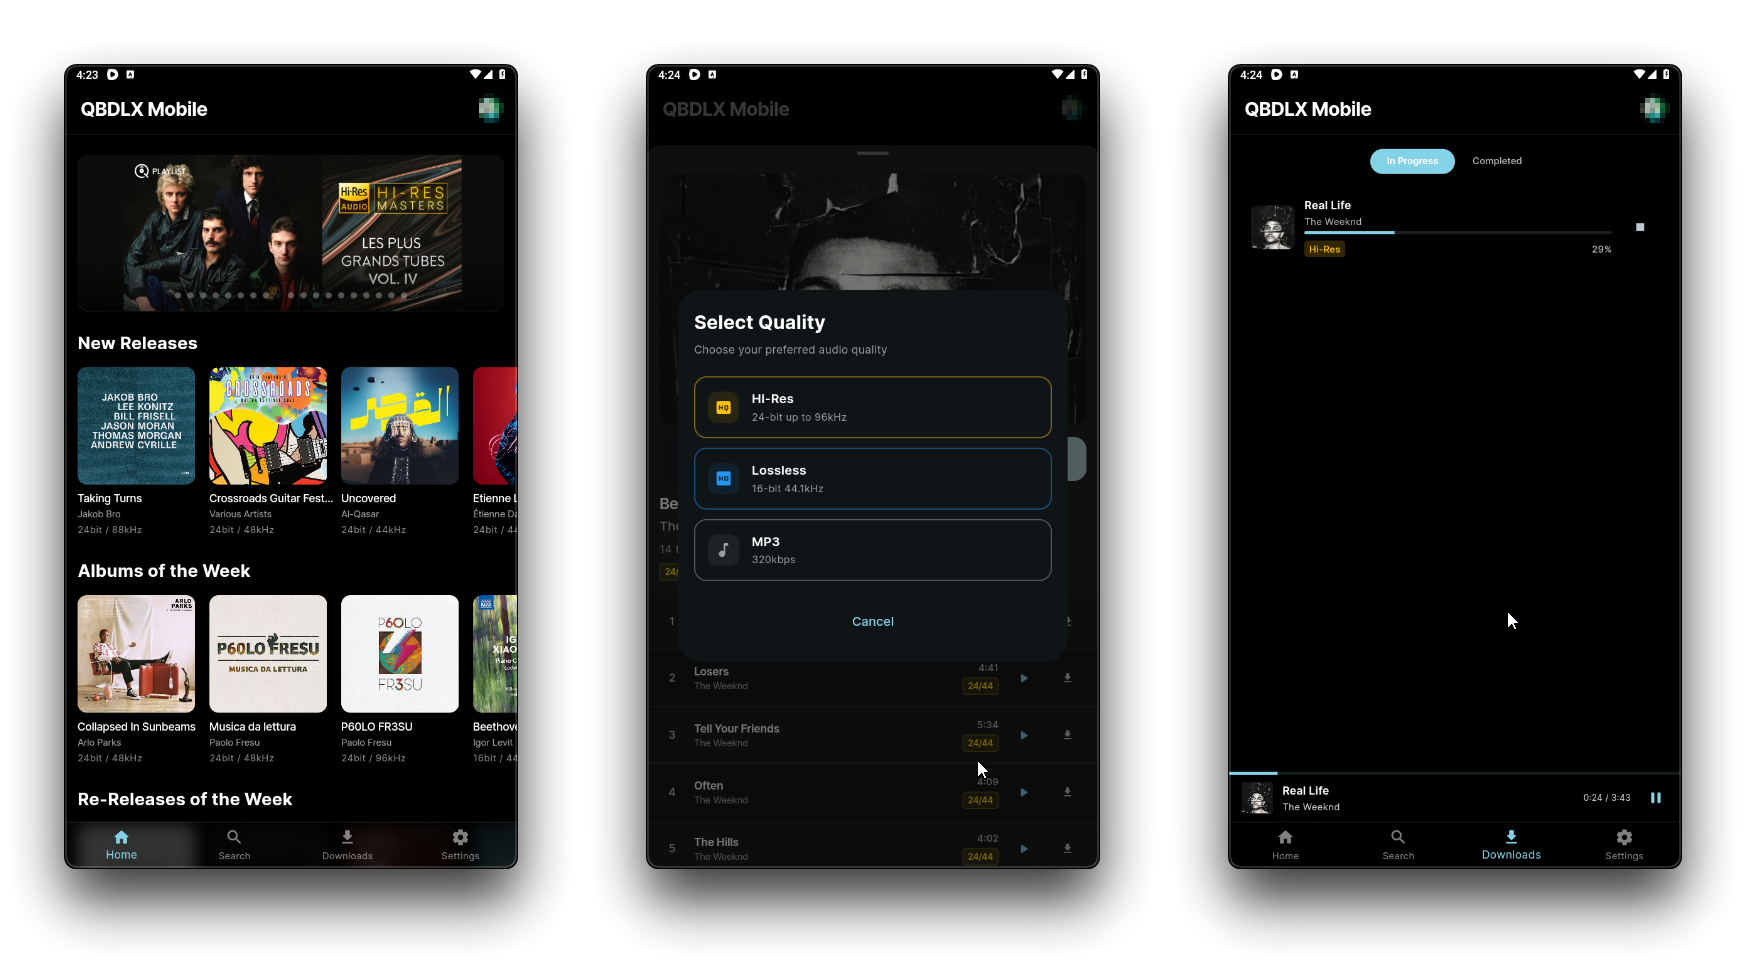 4:23
QBDLX Mobile
PLAYLIST
Hi-Res
AUDIO
HI-RES
MASTERS
LES PLUS
GRANDS TUBES
VOL. IV
New Releases
JAKOB BRO
LEE KONITZ
BILL FRISELL
JASON MORAN
THOMAS MORGAN
ANDREW CYRILLE
CROSSROADS
القصر
Taking Turns
Jakob Bro
24bit / 88kHz
Crossroads Guitar Fest...
Various Artists
24bit / 48kHz
Uncovered
Al-Qasar
24bit / 44kHz
Etienne
Étienne
24bit / 44
Albums of the Week
ARLO
PARKS
P60LO FRESU
MUSICA DA LETTURA
P60LO
FR3SU
IG
XIAO
Piano C
Collapsed In Sunbeams
Arlo Parks
24bit / 48kHz
Musica da lettura
Paolo Fresu
24bit / 48kHz
P60LO FR3SU
Paolo Fresu
24bit / 96kHz
Beethov
Igor Levit
16bit / 44
Re-Releases of the Week
Home
Search
Downloads
Settings
4:24
QBDLX Mobile
Select Quality
Choose your preferred audio quality
Hi-Res
24-bit up to 96kHz
Lossless
16-bit 44.1kHz
MP3
320kbps
Cancel
Be
The
14
24/
1
2
Losers
The Weeknd
4:41
24/44
3
Tell Your Friends
The Weeknd
5:34
24/44
4
Often
The Weeknd
4:09
24/44
5
The Hills
The Weeknd
4:02
24/44
4:24
QBDLX Mobile
In Progress
Completed
Real Life
The Weeknd
Hi-Res
29%
Real Life
The Weeknd
0:24 / 3:43
Home
Search
Downloads
Settings